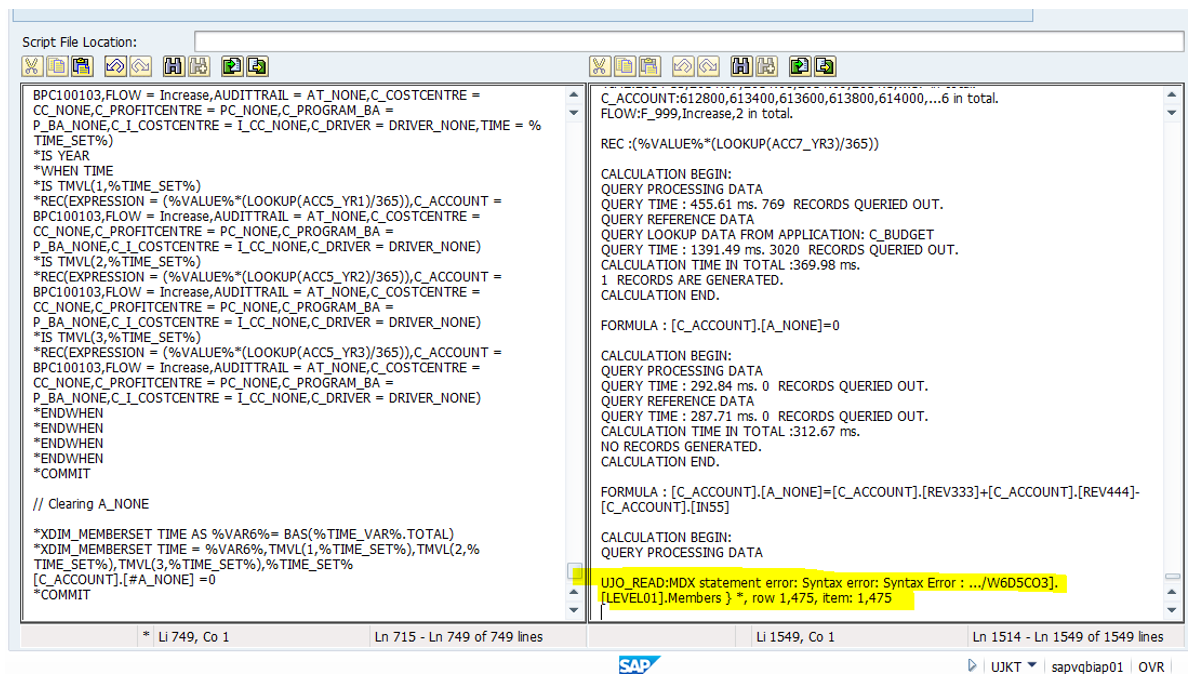 Script File Location:
BPC100103,FLOW = Increase,AUDITTRAIL = AT_NONE,C_COSTCENTRE =
CC_NONE,C_PROFITCENTRE = PC_NONE,C_PROGRAM_BA =
P_BA_NONE,C_I_COSTCENTRE = I_CC_NONE,C_DRIVER = DRIVER_NONE,TIME = %
TIME_SET%)
*IS YEAR
*WHEN TIME
*IS TMVL(1,%TIME_SET%)
*REC(EXPRESSION = (%VALUE%*(LOOKUP(ACC5_YR1)/365)),C_ACCOUNT =
BPC100103,FLOW = Increase,AUDITTRAIL = AT_NONE,C_COSTCENTRE =
CC_NONE,C_PROFITCENTRE = PC_NONE,C_PROGRAM_BA =
P_BA_NONE,C_I_COSTCENTRE = I_CC_NONE,C_DRIVER = DRIVER_NONE)
*IS TMVL(2,%TIME_SET%)
*REC(EXPRESSION = (%VALUE%*(LOOKUP(ACC5_YR2)/365)),C_ACCOUNT =
BPC100103,FLOW = Increase,AUDITTRAIL = AT_NONE,C_COSTCENTRE =
CC_NONE,C_PROFITCENTRE = PC_NONE,C_PROGRAM_BA =
P_BA_NONE,C_I_COSTCENTRE = I_CC_NONE,C_DRIVER = DRIVER_NONE)
*IS TMVL(3,%TIME_SET%)
*REC(EXPRESSION = (%VALUE%*(LOOKUP(ACC5_YR3)/365)),C_ACCOUNT =
BPC100103,FLOW = Increase,AUDITTRAIL = AT_NONE,C_COSTCENTRE =
CC_NONE,C_PROFITCENTRE = PC_NONE,C_PROGRAM_BA =
P_BA_NONE,C_I_COSTCENTRE = I_CC_NONE,C_DRIVER = DRIVER_NONE)
*ENDWHEN
*ENDWHEN
*ENDWHEN
*ENDWHEN
*COMMIT
// Clearing A_NONE
*XDIM_MEMBERSET TIME AS %VAR6%= BAS(%TIME_VAR%.TOTAL)
*XDIM_MEMBERSET TIME = %VAR6%,TMVL(1,%TIME_SET%),TMVL(2,%
TIME_SET%),TMVL(3,%TIME_SET%),%TIME_SET%
[C_ACCOUNT].[#A_NONE] =0
*COMMIT
* Li 749, Co 1
Ln 715 - Ln 749 of 749 lines
C_ACCOUNT:612800,613400,613600,613800,614000,...6 in total.
FLOW:F_999,Increase,2 in total.
REC :(%VALUE%*(LOOKUP(ACC7_YR3)/365))
CALCULATION BEGIN:
QUERY PROCESSING DATA
QUERY TIME : 455.61 ms. 769 RECORDS QUERIED OUT.
QUERY REFERENCE DATA
QUERY LOOKUP DATA FROM APPLICATION: C_BUDGET
QUERY TIME : 1391.49 ms. 3020 RECORDS QUERIED OUT.
CALCULATION TIME IN TOTAL :369.98 ms.
1 RECORDS ARE GENERATED.
CALCULATION END.
FORMULA : [C_ACCOUNT].[A_NONE]=0
CALCULATION BEGIN:
QUERY PROCESSING DATA
QUERY TIME : 292.84 ms. 0 RECORDS QUERIED OUT.
QUERY REFERENCE DATA
QUERY TIME : 287.71 ms. 0 RECORDS QUERIED OUT.
CALCULATION TIME IN TOTAL :312.67 ms.
NO RECORDS GENERATED.
CALCULATION END.
FORMULA : [C_ACCOUNT].[A_NONE]=[C_ACCOUNT].[REV333]+[C_ACCOUNT].[REV444]-
[C_ACCOUNT].[IN55]
CALCULATION BEGIN:
QUERY PROCESSING DATA
UJO_READ:MDX statement error: Syntax error: Syntax Error : .../W6D5CO3].
[LEVEL01].Members } *, row 1,475, item: 1,475
Li 1549, Co 1
Ln 1514 - Ln 1549 of 1549 lines
SAP
UJKT
sapvqbiap01
OVR